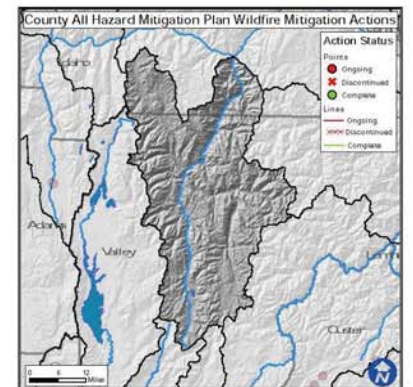 County All Hazard Mitigation Plan Wildfire Mitigation Actions
Action Status
Points
Ongoing
Discontinued
Complete
Lines
Ongoing
Discontinued
Complete
Idaho
Adams
Valley
Custer
0 6 12
Miles
N